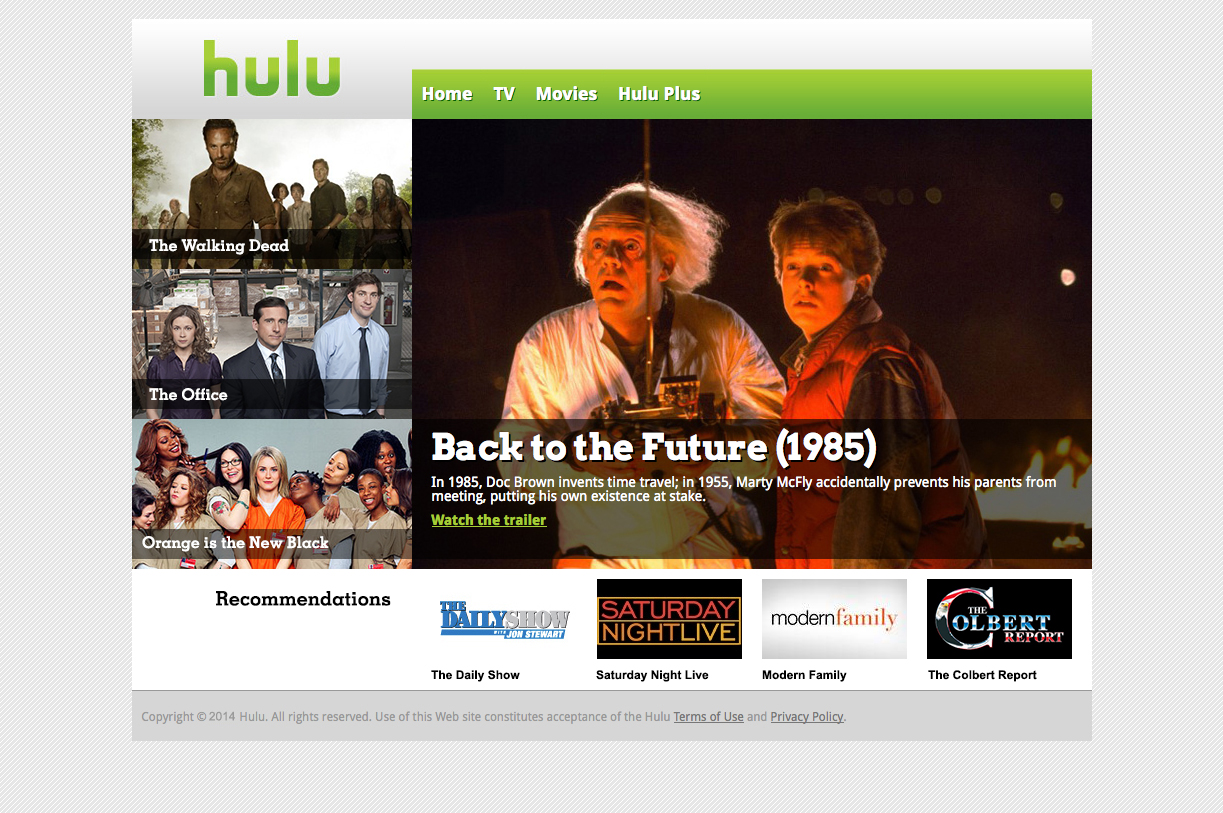 hulu
Home TV Movies Hulu Plus
The Walking Dead
The Office
Orange is the New Black
Back to the Future (1985)
In 1985, Doc Brown invents time travel; in 1955, Marty McFly accidentally prevents his parents from
meeting, putting his own existence at stake.
Watch the trailer
Recommendations
THE
DAILY SHOW
WITH JON STEWART
The Daily Show
SATURDAY
NIGHT LIVE
Saturday Night Live
modernfamily
Modern Family
THE
COLBERT
REPORT
The Colbert Report
Copyright © 2014 Hulu. All rights reserved. Use of this Web site constitutes acceptance of the Hulu Terms of Use and Privacy Policy.